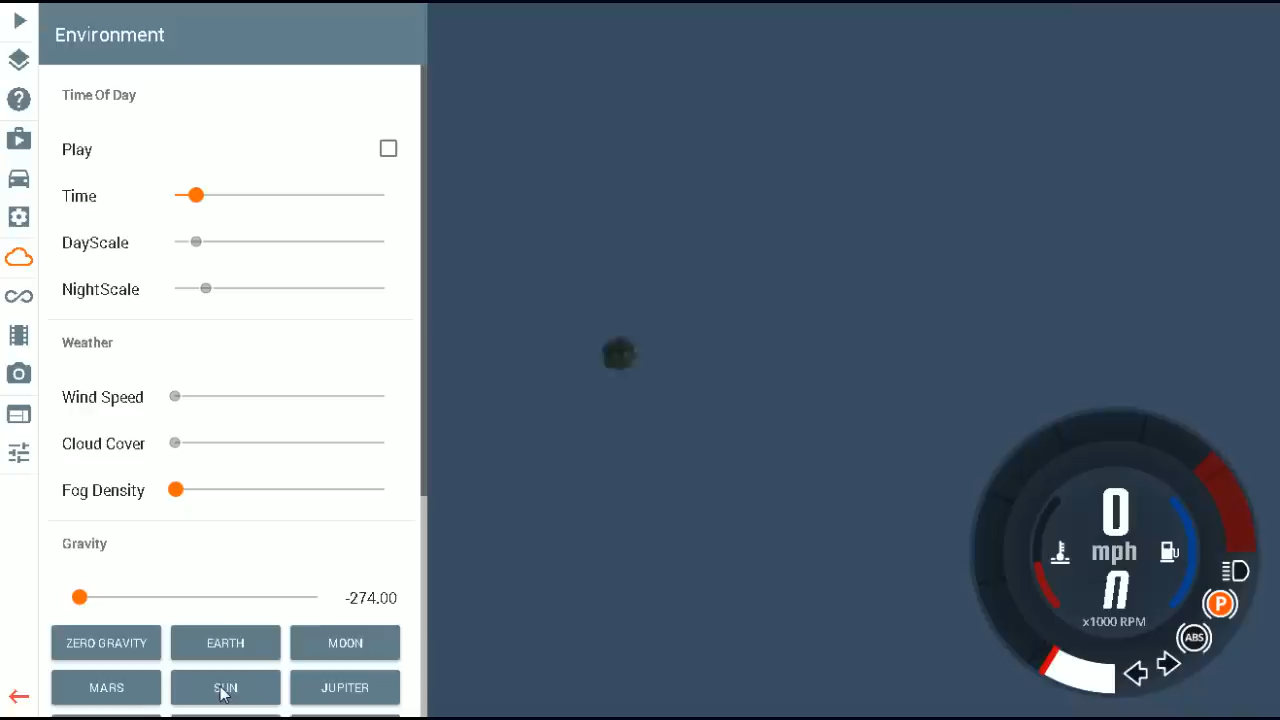 Environment
Time Of Day
Play
Time
DayScale
NightScale
Weather
Wind Speed
Cloud Cover
Fog Density
Gravity
-274.00
ZERO GRAVITY EARTH MOON
MARS SUN JUPITER
0
mph
n
x1000 RPM
P
ABS